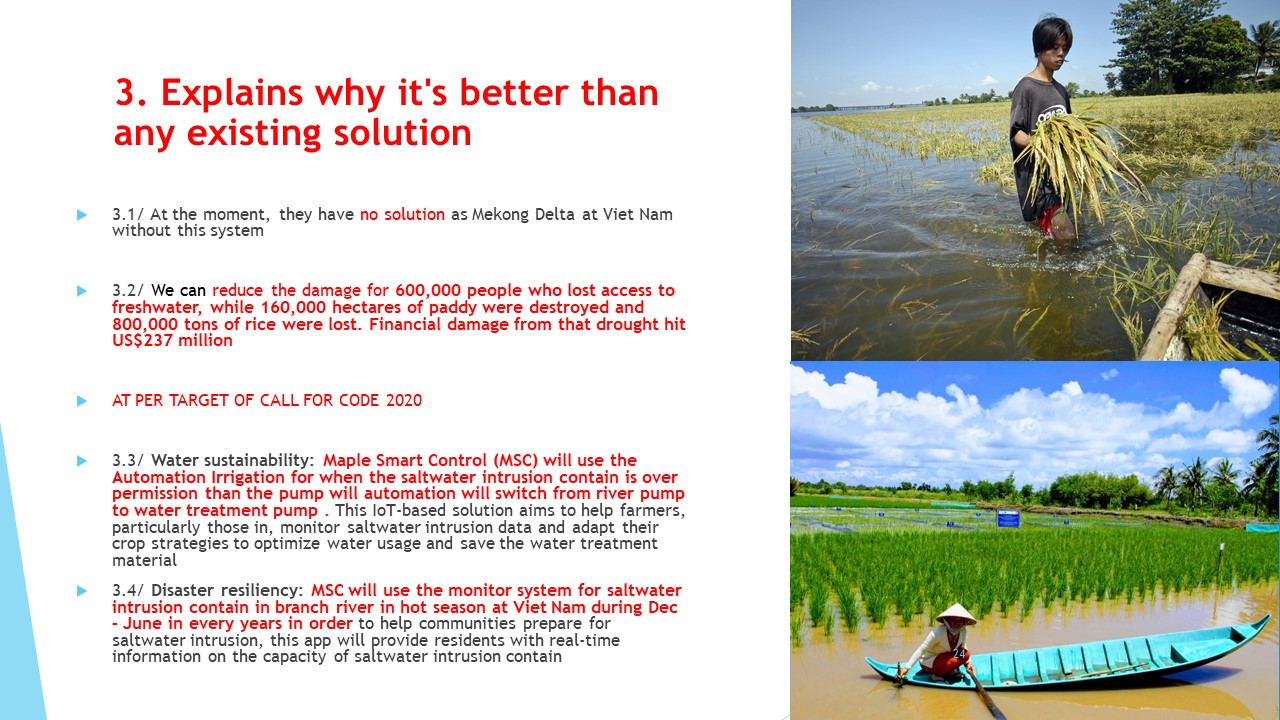 3. Explains why it's better than
any existing solution
3.1/ At the moment, they have no solution as Mekong Delta at Viet Nam
without this system
3.2/ We can reduce the damage for 600,000 people who lost access to
freshwater, while 160,000 hectares of paddy were destroyed and
800,000 tons of rice were lost. Financial damage from that drought hit
US$237 million
AT PER TARGET OF CALL FOR CODE 2020
3.3/ Water sustainability: Maple Smart Control (MSC) will use the
Automation Irrigation for when the saltwater intrusion contain is over
permission than the pump will automation will switch from river pump
to water treatment pump . This IoT-based solution aims to help farmers,
particularly those in, monitor saltwater intrusion data and adapt their
crop strategies to optimize water usage and save the water treatment
material
3.4/ Disaster resiliency: MSC will use the monitor system for saltwater
intrusion contain in branch river in hot season at Viet Nam during Dec
– June in every years in order to help communities prepare for
saltwater intrusion, this app will provide residents with real-time
information on the capacity of saltwater intrusion contain
24